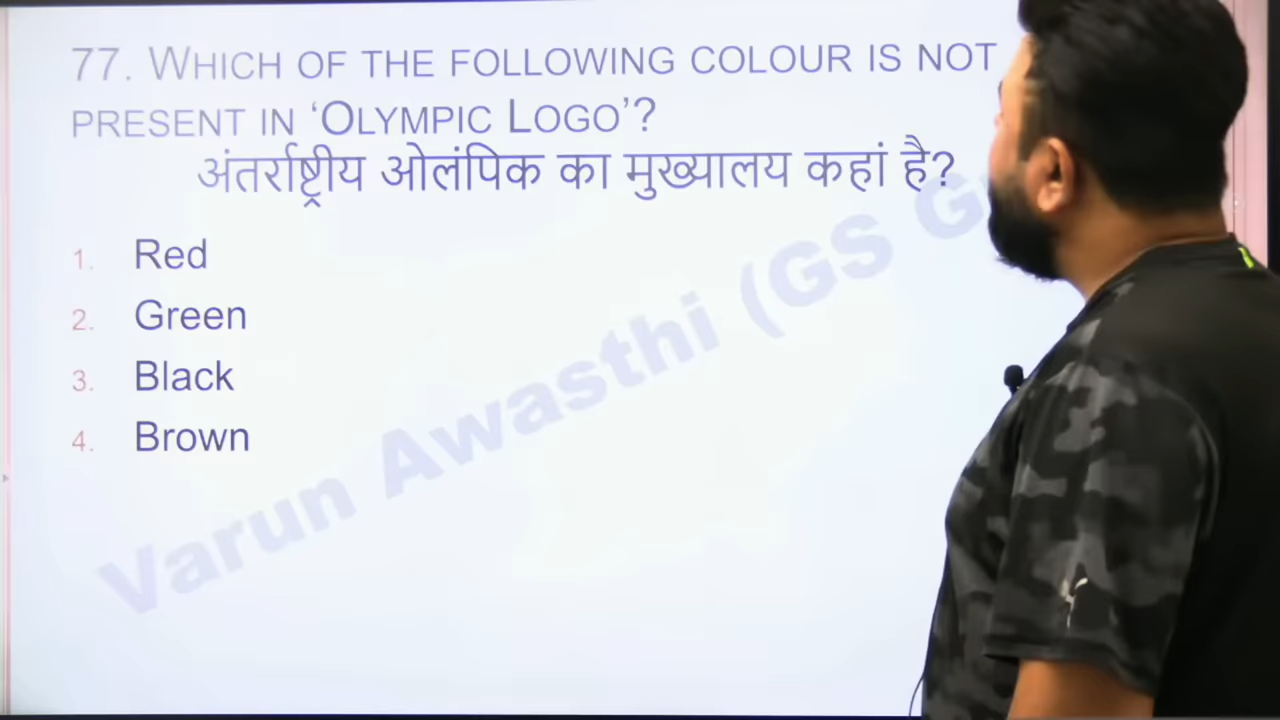 77. WHICH OF THE FOLLOWING COLOUR IS NOT
PRESENT IN ‘OLYMPIC LOGO’?
अंतर्राष्ट्रीय ओलंपिक का मुख्यालय कहां है?
1. Red
2. Green
3. Black
4. Brown
Varun Awasthi (GS